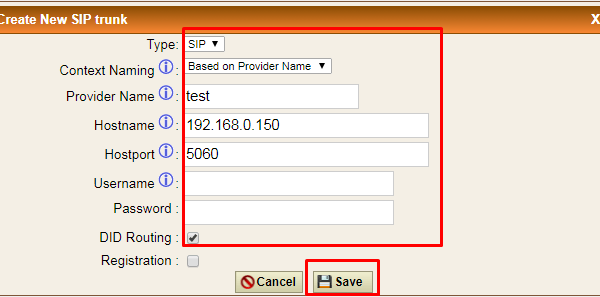 Create New SIP trunk X
Type: SIP ▼
Context Naming i : Based on Provider Name ▼
Provider Name i : test
Hostname i : 192.168.0.150
Hostport i : 5060
Username i :
Password :
DID Routing :
Registration :
Cancel Save